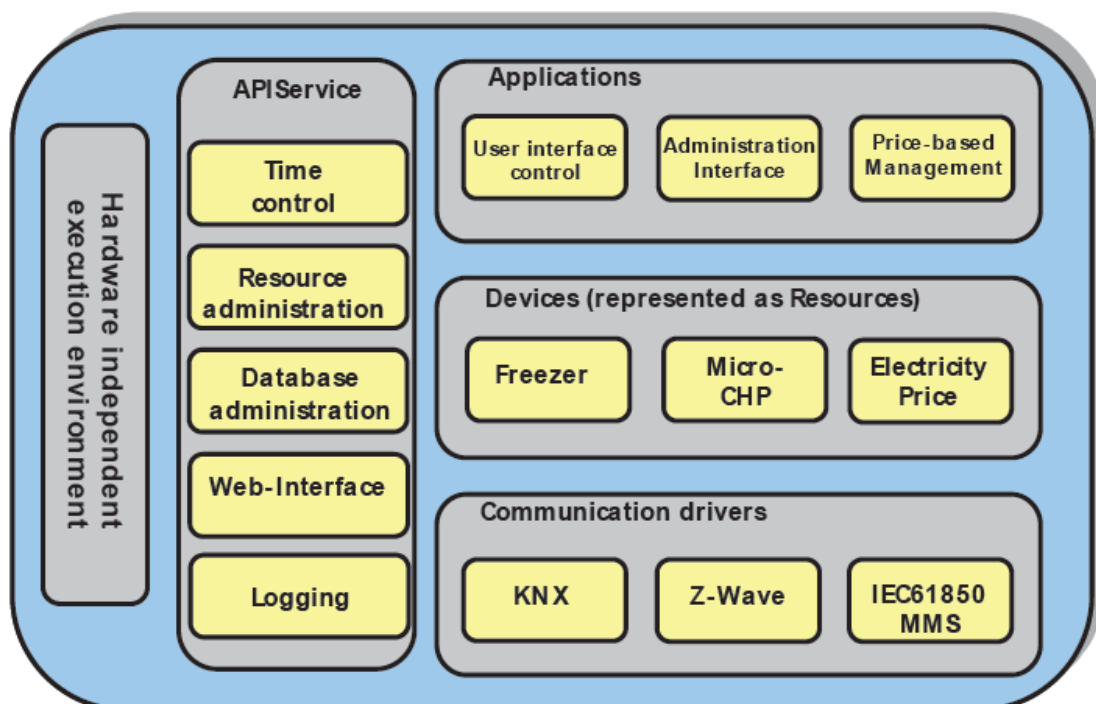 Hardware independent
execution environment
APIService
Time
control
Resource
administration
Database
administration
Web-Interface
Logging
Applications
User interface
control
Administration
Interface
Price-based
Management
Devices (represented as Resources)
Freezer
Micro-
CHP
Electricity
Price
Communication drivers
KNX
Z-Wave
IEC61850
MMS